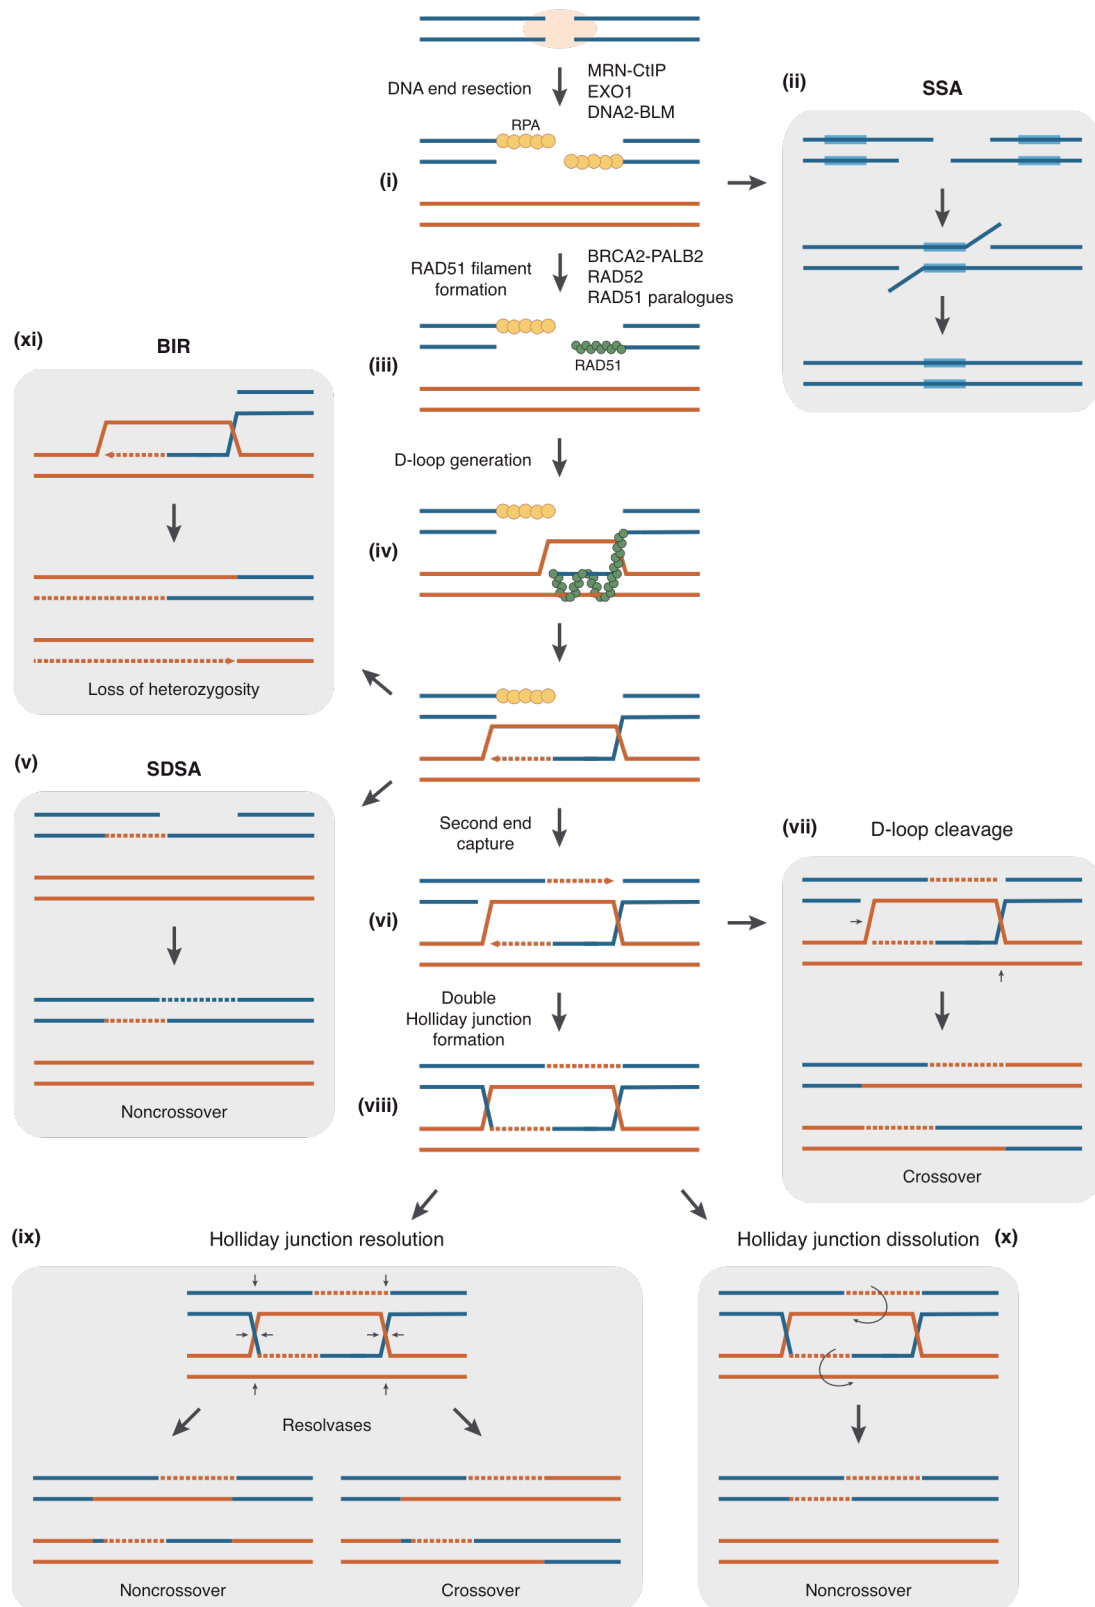 DNA end resection
MRN-CtIP
EXO1
DNA2-BLM
(ii)
SSA
RPA
(i)
RAD51 filament
formation
BRCA2-PALB2
RAD52
RAD51 paralogues
(xi)
BIR
(iii)
RAD51
D-loop generation
(iv)
Loss of heterozygosity
(v)
SDSA
Second end
capture
(vii)
D-loop cleavage
(vi)
Double
Holliday junction
formation
Noncrossover
(viii)
Crossover
(ix)
Holliday junction resolution
Holliday junction dissolution
(x)
Resolvases
Noncrossover
Crossover
Noncrossover